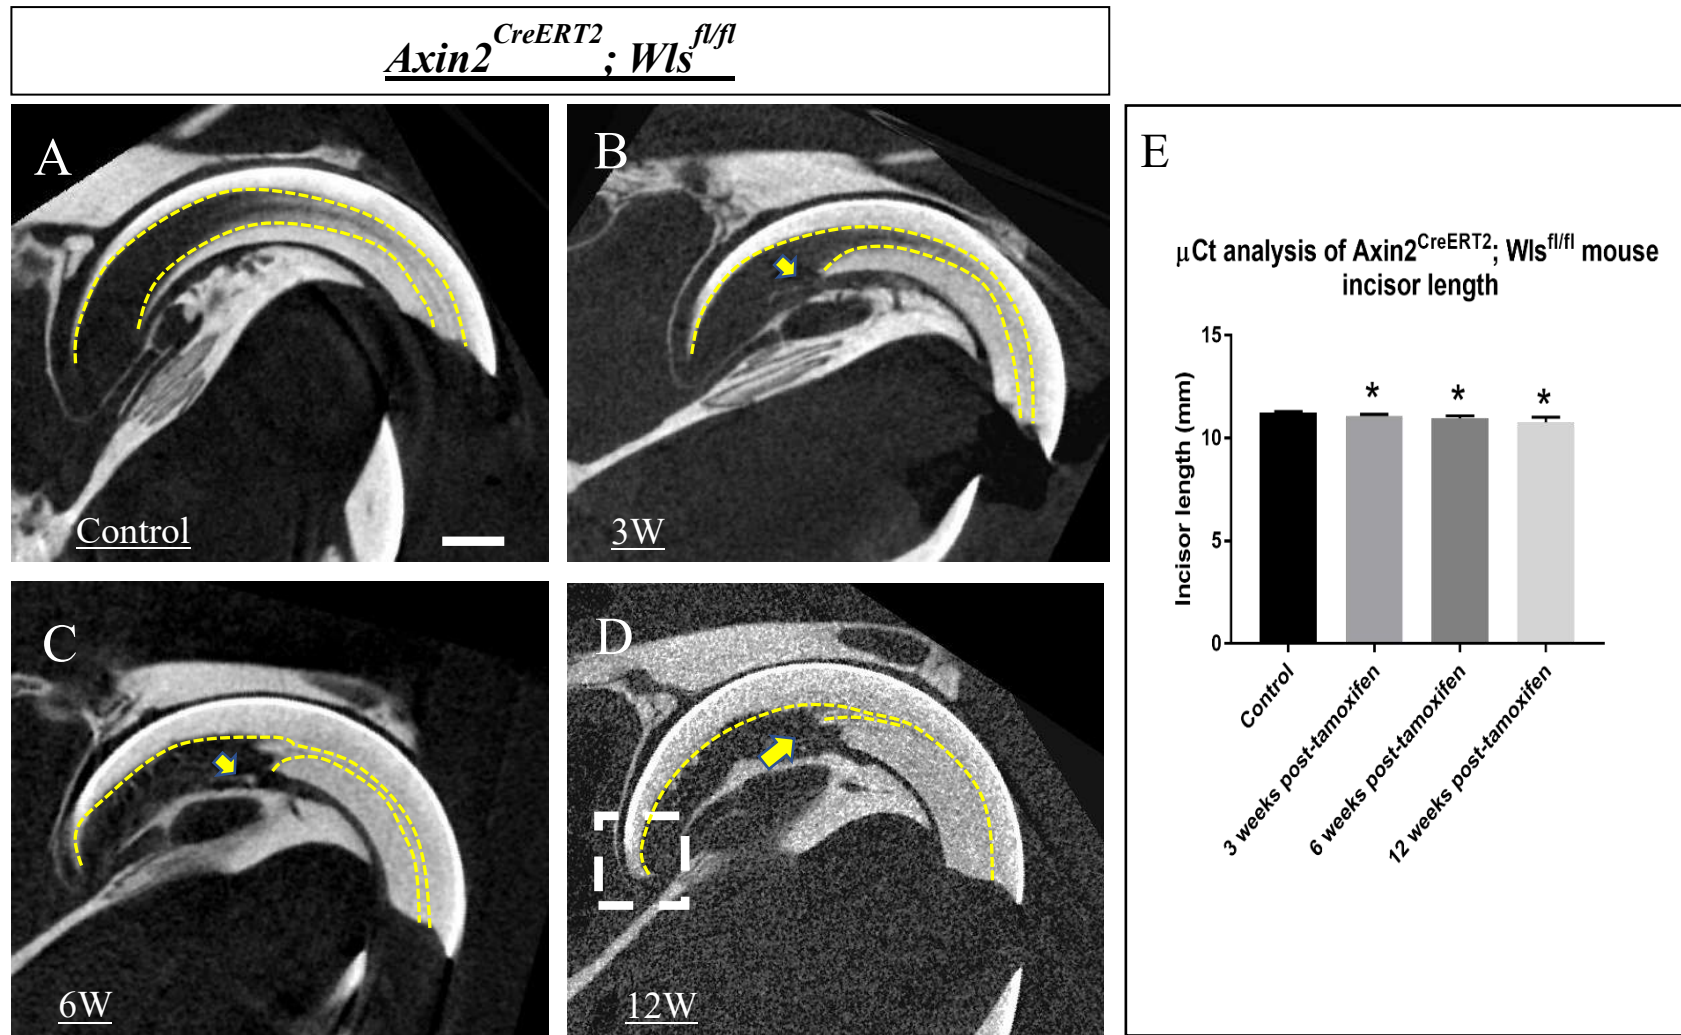 Axin2CreERT2; Wlsfl/fl
A
Control
B
3W
C
6W
D
12W
E
μCt analysis of Axin2CreERT2; Wlsfl/fl mouse
incisor length
Incisor length (mm)
15
10
5
0
* * *
Control
3 weeks post-tamoxifen
6 weeks post-tamoxifen
12 weeks post-tamoxifen